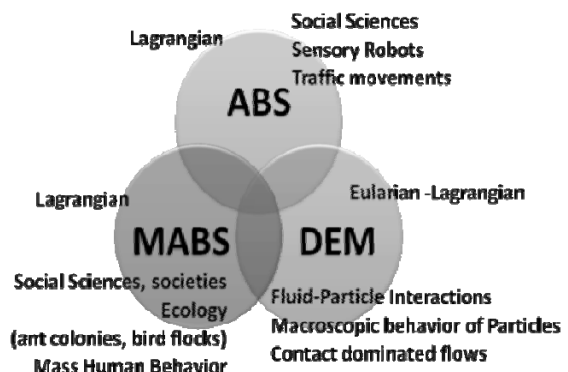 Lagrangian
Social Sciences
Sensory Robots
Traffic movements
ABS
Lagrangian
Eularian -Lagrangian
MABS
DEM
Social Sciences, societies
Ecology
(ant colonies, bird flocks)
Mass Human Behavior
Fluid-Particle Interactions
Macroscopic behavior of Particles
Contact dominated flows